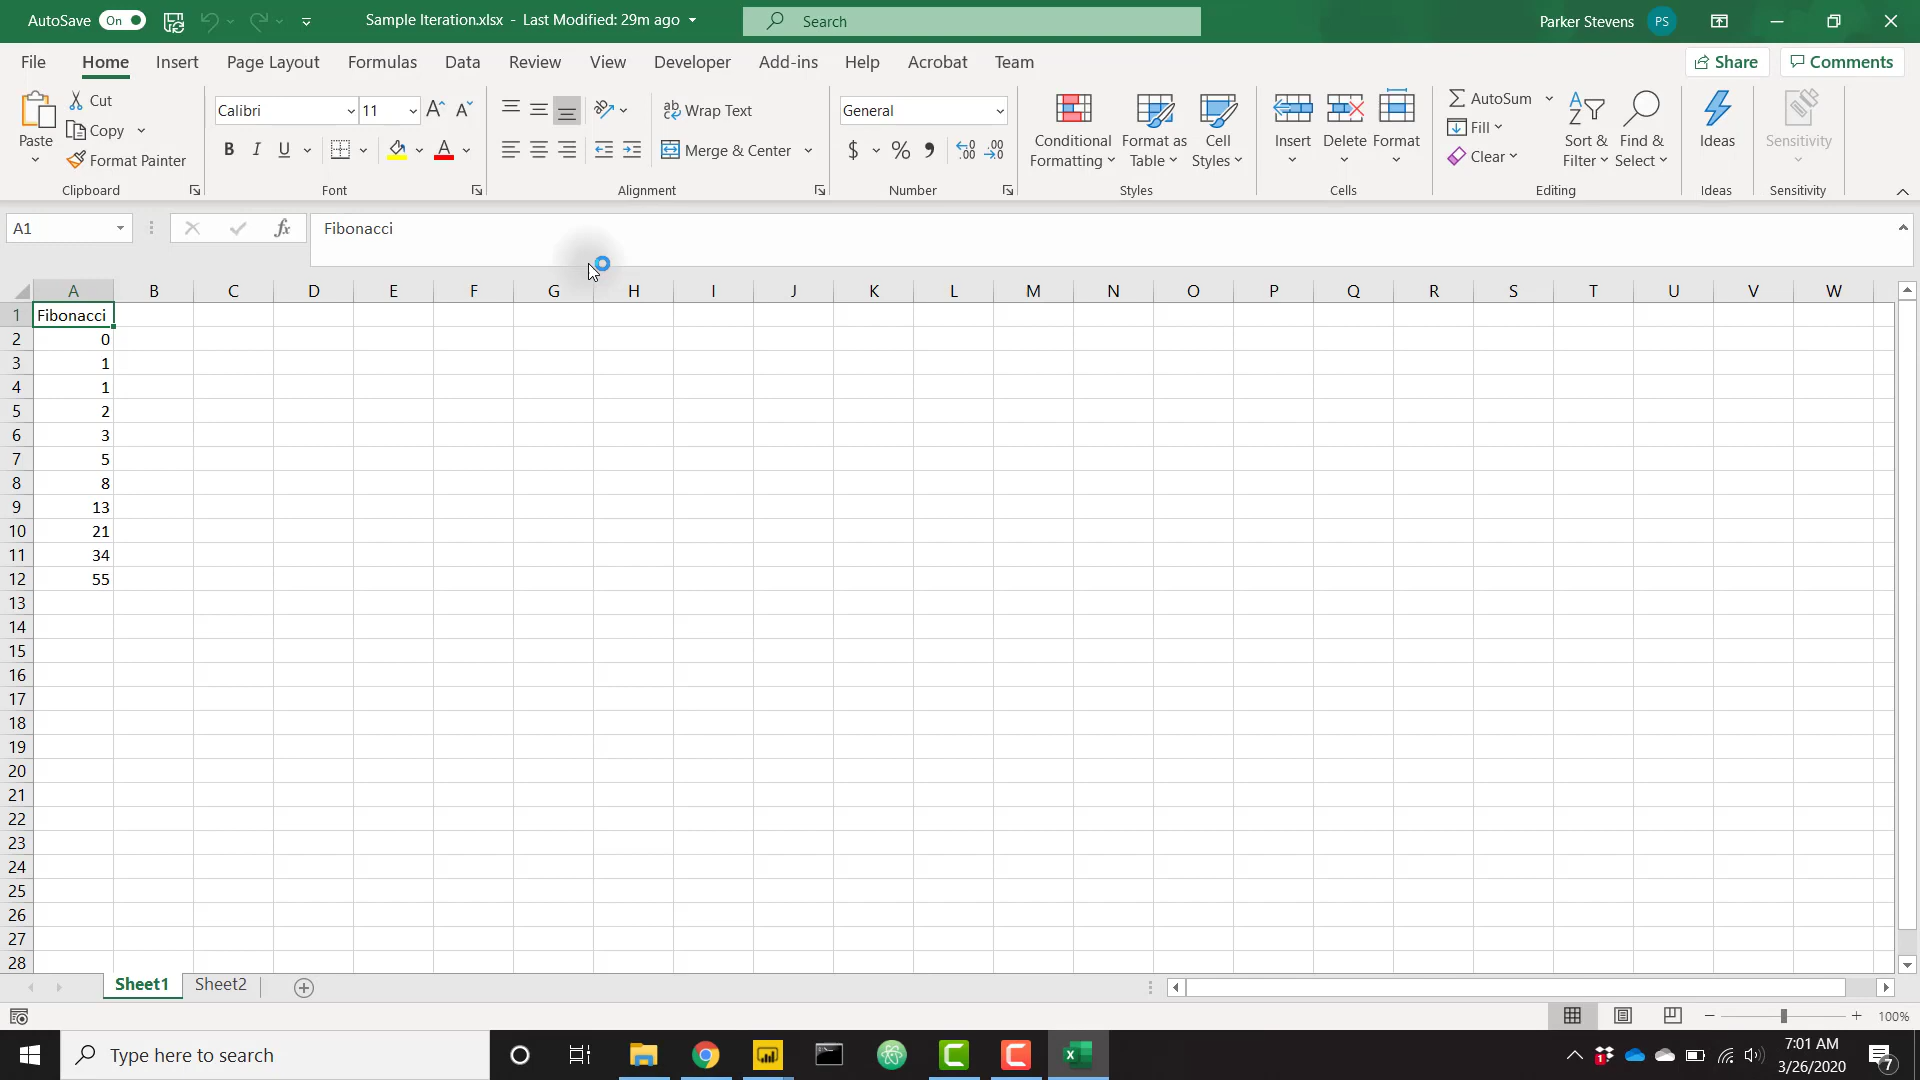 AutoSave On Sample Iteration.xlsx - Last Modified: 29m ago Search Parker Stevens PS
File Home Insert Page Layout Formulas Data Review View Developer Add-ins Help Acrobat Team Share Comments
Paste Cut Copy Format Painter
Clipboard
Calibri 11
B I U A
Font
Wrap Text
Merge & Center
Alignment
General
$ % 9 .00
Number
Conditional Formatting
Format as Table
Cell Styles
Styles
Insert Delete Format
Cells
AutoSum
Fill
Clear
Sort & Filter
Find & Select
Editing
Ideas
Ideas
Sensitivity
Sensitivity
A1 fx Fibonacci
A B C D E F G H I J K L M N O P Q R S T U V W
1 Fibonacci
2 0
3 1
4 1
5 2
6 3
7 5
8 8
9 13
10 21
11 34
12 55
13
14
15
16
17
18
19
20
21
22
23
24
25
26
27
28
Sheet1 Sheet2
100%
Type here to search
7:01 AM
3/26/2020
7